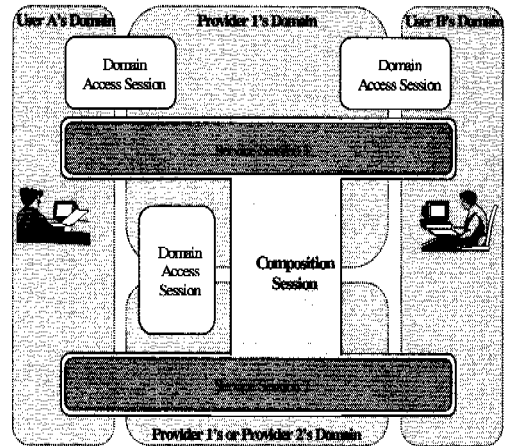 User A's Domain
Provider 1's Domain
User B's Domain
Domain
Access Session
Domain
Access Session
Domain
Access
Session
Composition
Session
Provider 1's or Provider 2's Domain